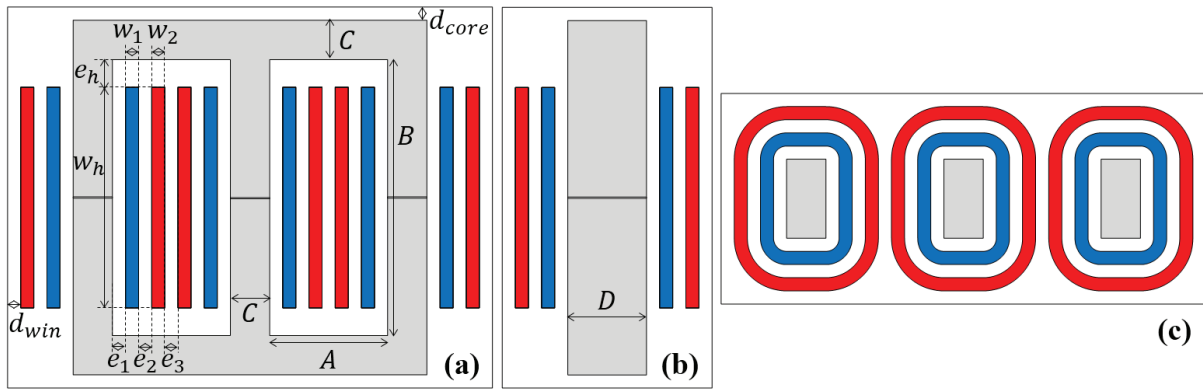 d_core
w_1 w_2
C
e_h
B
w_h
D
d_win
C
e_1 e_2 e_3
A
(a)
(b)
(c)